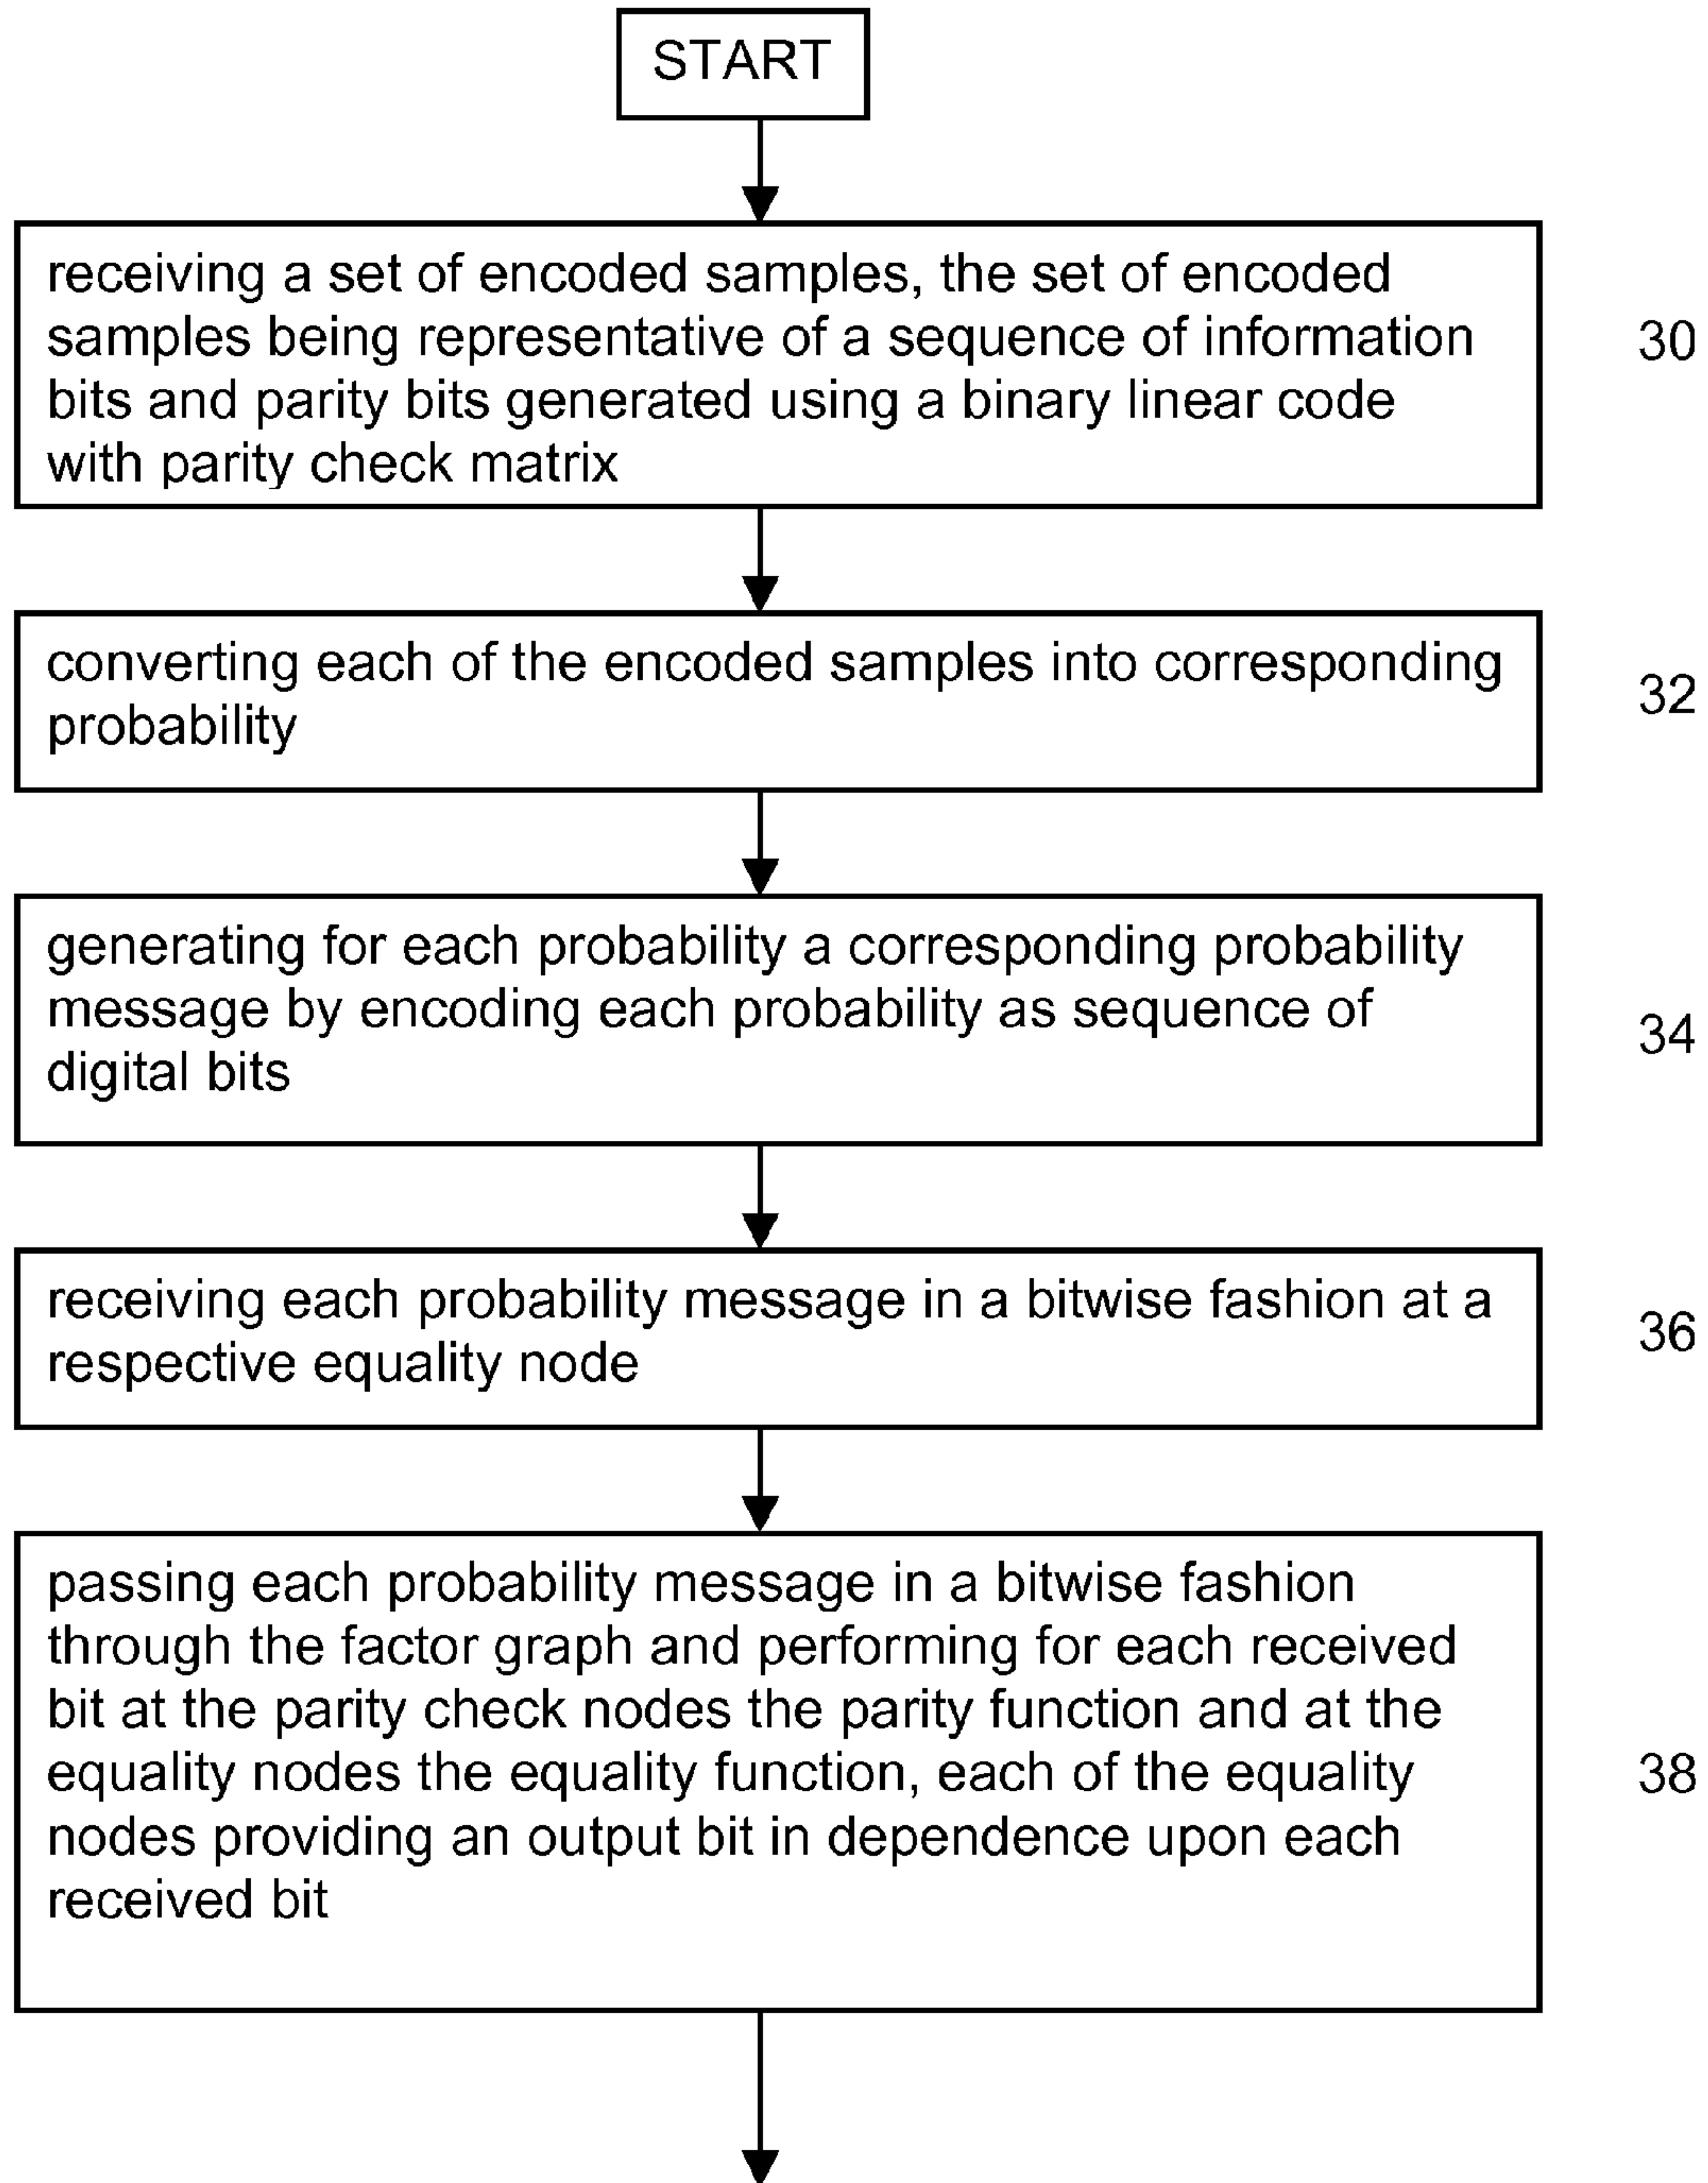 START
receiving a set of encoded samples, the set of encoded
samples being representative of a sequence of information
bits and parity bits generated using a binary linear code
with parity check matrix
30
converting each of the encoded samples into corresponding
probability
32
generating for each probability a corresponding probability
message by encoding each probability as sequence of
digital bits
34
receiving each probability message in a bitwise fashion at a
respective equality node
36
passing each probability message in a bitwise fashion
through the factor graph and performing for each received
bit at the parity check nodes the parity function and at the
equality nodes the equality function, each of the equality
nodes providing an output bit in dependence upon each
received bit
38